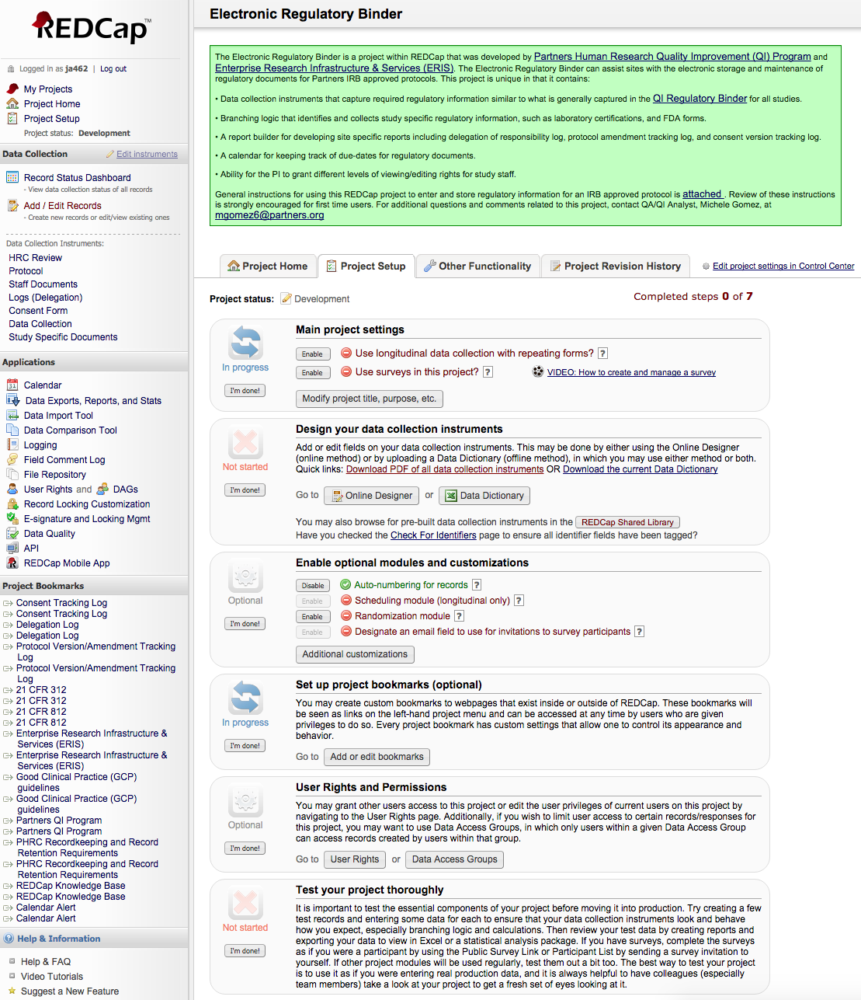 REDCap™
Logged in as ja462 | Log out
My Projects
Project Home
Project Setup
Project status: Development
Data Collection
Edit instruments
Record Status Dashboard
- View data collection status of all records
Add / Edit Records
- Create new records or edit/view existing ones
Data Collection Instruments:
HRC Review
Protocol
Staff Documents
Logs (Delegation)
Consent Form
Data Collection
Study Specific Documents
Applications
31
Calendar
Data Exports, Reports, and Stats
Data Import Tool
Data Comparison Tool
Logging
Field Comment Log
File Repository
User Rights and DAGs
Record Locking Customization
E-signature and Locking Mgmt
Data Quality
API
REDCap Mobile App
Project Bookmarks
Consent Tracking Log
Consent Tracking Log
Delegation Log
Delegation Log
Protocol Version/Amendment Tracking
Log
Protocol Version/Amendment Tracking
Log
21 CFR 312
21 CFR 312
21 CFR 812
21 CFR 812
Enterprise Research Infrastructure &
Services (ERIS)
Enterprise Research Infrastructure &
Services (ERIS)
Good Clinical Practice (GCP)
guidelines
Good Clinical Practice (GCP)
guidelines
Partners QI Program
Partners QI Program
PHRC Recordkeeping and Record
Retention Requirements
PHRC Recordkeeping and Record
Retention Requirements
REDCap Knowledge Base
REDCap Knowledge Base
Calendar Alert
Calendar Alert
Help & Information
Help & FAQ
Video Tutorials
Suggest a New Feature
Electronic Regulatory Binder
The Electronic Regulatory Binder is a project within REDCap that was developed by Partners Human Research Quality Improvement (QI) Program and
Enterprise Research Infrastructure & Services (ERIS). The Electronic Regulatory Binder can assist sites with the electronic storage and maintenance of
regulatory documents for Partners IRB approved protocols. This project is unique in that it contains:
• Data collection instruments that capture required regulatory information similar to what is generally captured in the QI Regulatory Binder for all studies.
• Branching logic that identifies and collects study specific regulatory information, such as laboratory certifications, and FDA forms.
• A report builder for developing site specific reports including delegation of responsibility log, protocol amendment tracking log, and consent version tracking log.
• A calendar for keeping track of due-dates for regulatory documents.
• Ability for the PI to grant different levels of viewing/editing rights for study staff.
General instructions for using this REDCap project to enter and store regulatory information for an IRB approved protocol is attached . Review of these instructions
is strongly encouraged for first time users. For additional questions and comments related to this project, contact QA/QI Analyst, Michele Gomez, at
mgomez6@partners.org
Project Home
Project Setup
Other Functionality
Project Revision History
Edit project settings in Control Center
Project status: Development
Completed steps 0 of 7
Main project settings
In progress
I'm done!
Enable Use longitudinal data collection with repeating forms? ?
Enable Use surveys in this project? ? VIDEO: How to create and manage a survey
Modify project title, purpose, etc.
Design your data collection instruments
Not started
I'm done!
Add or edit fields on your data collection instruments. This may be done by either using the Online Designer
(online method) or by uploading a Data Dictionary (offline method), in which you may use either method or both.
Quick links: Download PDF of all data collection instruments OR Download the current Data Dictionary
Go to Online Designer or Data Dictionary
You may also browse for pre-built data collection instruments in the REDCap Shared Library
Have you checked the Check For Identifiers page to ensure all identifier fields have been tagged?
Enable optional modules and customizations
Optional
I'm done!
Disable Auto-numbering for records ?
Enable Scheduling module (longitudinal only) ?
Enable Randomization module ?
Enable Designate an email field to use for invitations to survey participants ?
Additional customizations
Set up project bookmarks (optional)
In progress
I'm done!
You may create custom bookmarks to webpages that exist inside or outside of REDCap. These bookmarks will
be seen as links on the left-hand project menu and can be accessed at any time by users who are given
privileges to do so. Every project bookmark has custom settings that allow one to control its appearance and
behavior.
Go to Add or edit bookmarks
User Rights and Permissions
Optional
I'm done!
You may grant other users access to this project or edit the user privileges of current users on this project by
navigating to the User Rights page. Additionally, if you wish to limit user access to certain records/responses for
this project, you may want to use Data Access Groups, in which only users within a given Data Access Group
can access records created by users within that group.
Go to User Rights or Data Access Groups
Test your project thoroughly
Not started
I'm done!
It is important to test the essential components of your project before moving it into production. Try creating a few
test records and entering some data for each to ensure that your data collection instruments look and behave
how you expect, especially branching logic and calculations. Then review your test data by creating reports and
exporting your data to view in Excel or a statistical analysis package. If you have surveys, complete the surveys
as if you were a participant by using the Public Survey Link or Participant List by sending a survey invitation to
yourself. If other project modules will be used regularly, test them out a bit too. The best way to test your project
is to use it as if you were entering real production data, and it is always helpful to have colleagues (especially
team members) take a look at your project to get a fresh set of eyes looking at it.